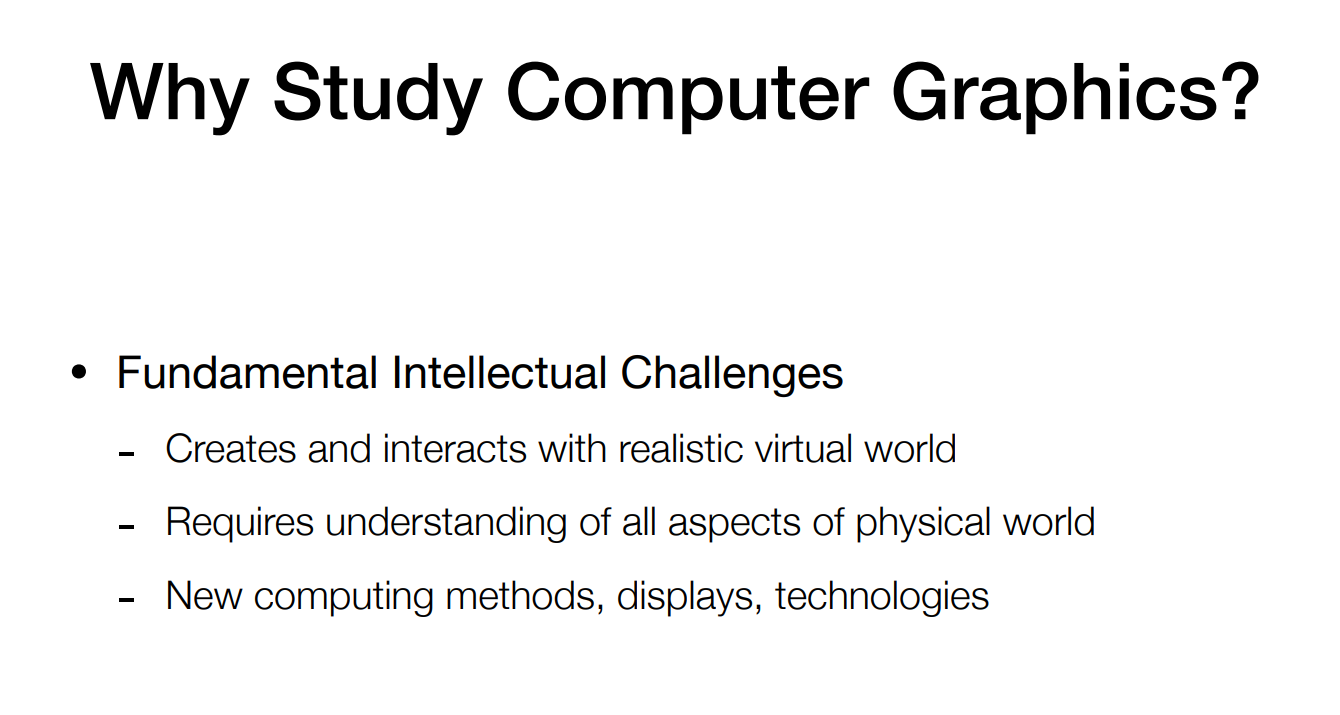 Why Study Computer Graphics?
• Fundamental Intellectual Challenges
- Creates and interacts with realistic virtual world
- Requires understanding of all aspects of physical world
- New computing methods, displays, technologies